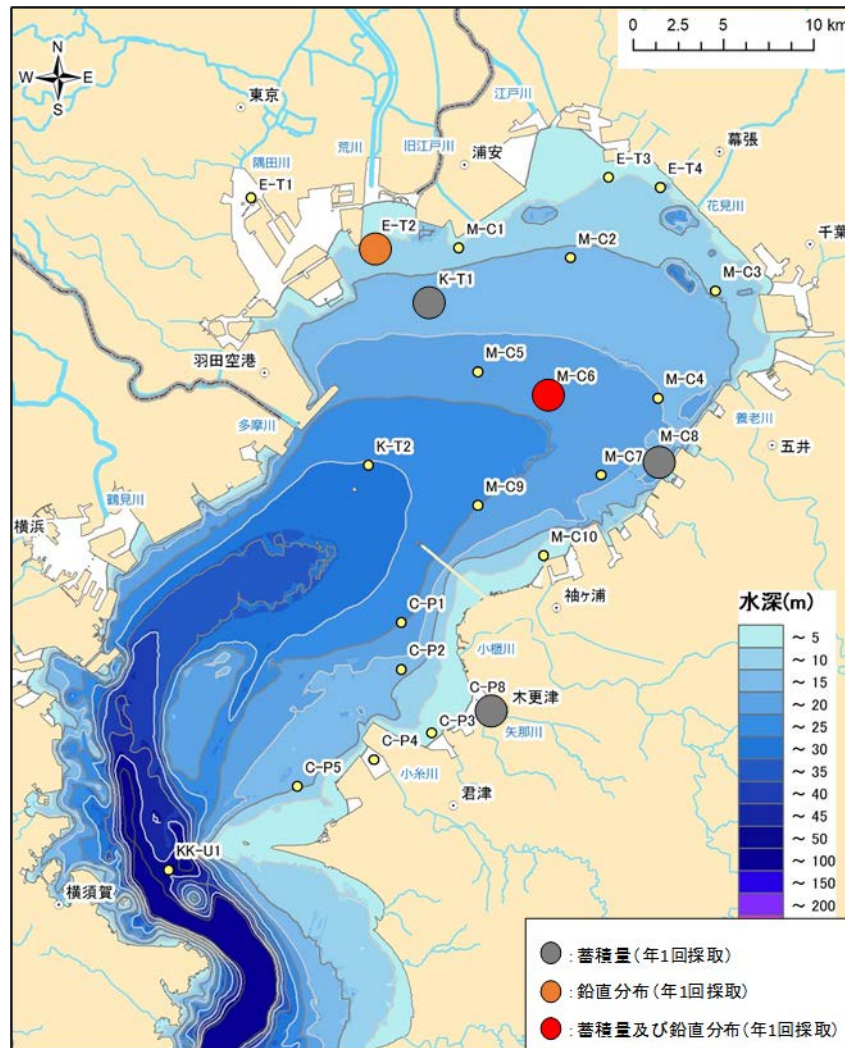 0 2.5 5 10 km
N
W E
S
東京
江戸川
荒川
旧江戸川
浦安
幕張
隅田川
E-T1
E-T3
E-T4
花見川
千葉
E-T2
M-C1
M-C2
M-C3
K-T1
羽田空港
M-C5
M-C6
M-C4
養老川
多摩川
M-C8
五井
K-T2
M-C7
鶴見川
M-C9
横浜
M-C10
袖ヶ浦
水深(m)
～ 5
～ 10
～ 15
～ 20
～ 25
～ 30
～ 35
～ 40
～ 45
～ 50
～ 100
～ 150
～ 200
C-P1
小櫃川
C-P2
C-P8
木更津
C-P3
矢那川
C-P4
小糸川
C-P5
君津
KK-U1
横須賀
：蓄積量(年1回採取)
：鉛直分布(年1回採取)
：蓄積量及び鉛直分布(年1回採取)